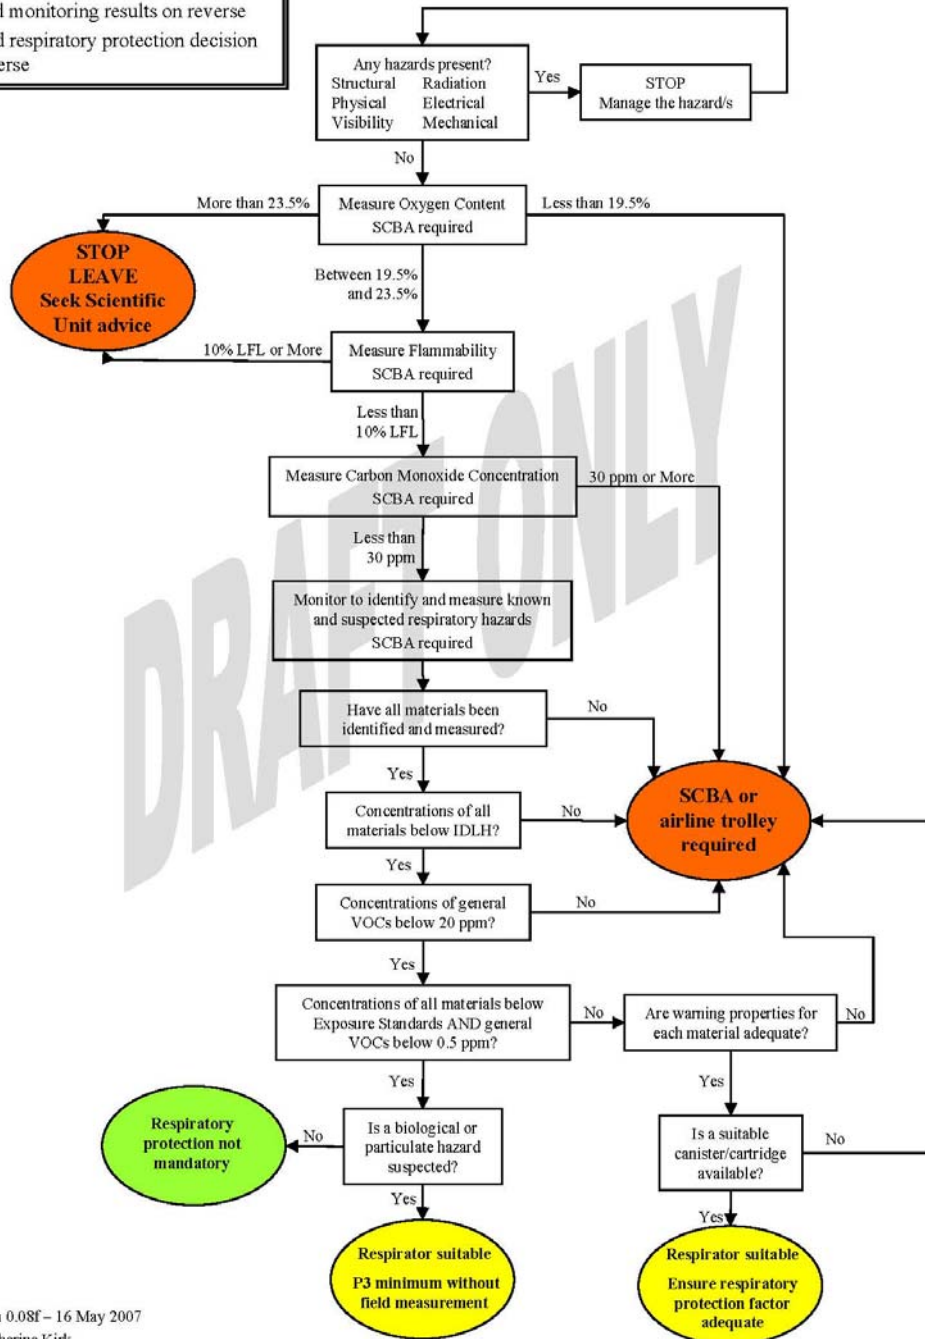 monitoring results on reverse
respiratory protection decision
Any hazards present?
Structural Radiation
Physical Electrical
Visibility Mechanical
Yes
STOP
Manage the hazard/s
No
More than 23.5%
Measure Oxygen Content
SCBA required
Less than 19.5%
STOP
LEAVE
Seek Scientific
Unit advice
Between 19.5%
and 23.5%
10% LFL or More
Measure Flammability
SCBA required
Less than
10% LFL
Measure Carbon Monoxide Concentration
SCBA required
30 ppm or More
Less than
30 ppm
Monitor to identify and measure known
and suspected respiratory hazards
SCBA required
DRAFT ONLY
Have all materials been
identified and measured?
No
Yes
Concentrations of all
materials below IDLH?
No
SCBA or
airline trolley
required
Yes
Concentrations of general
VOCs below 20 ppm?
No
Yes
Concentrations of all materials below
Exposure Standards AND general
VOCs below 0.5 ppm?
No
Are warning properties for
each material adequate?
No
Yes
Yes
Respiratory
protection not
mandatory
No
Is a biological or
particulate hazard
suspected?
Is a suitable
canister/cartridge
available?
No
Yes
Yes
Respirator suitable
P3 minimum without
field measurement
Respirator suitable
Ensure respiratory
protection factor
adequate
0.08f – 16 May 2007
Kirk